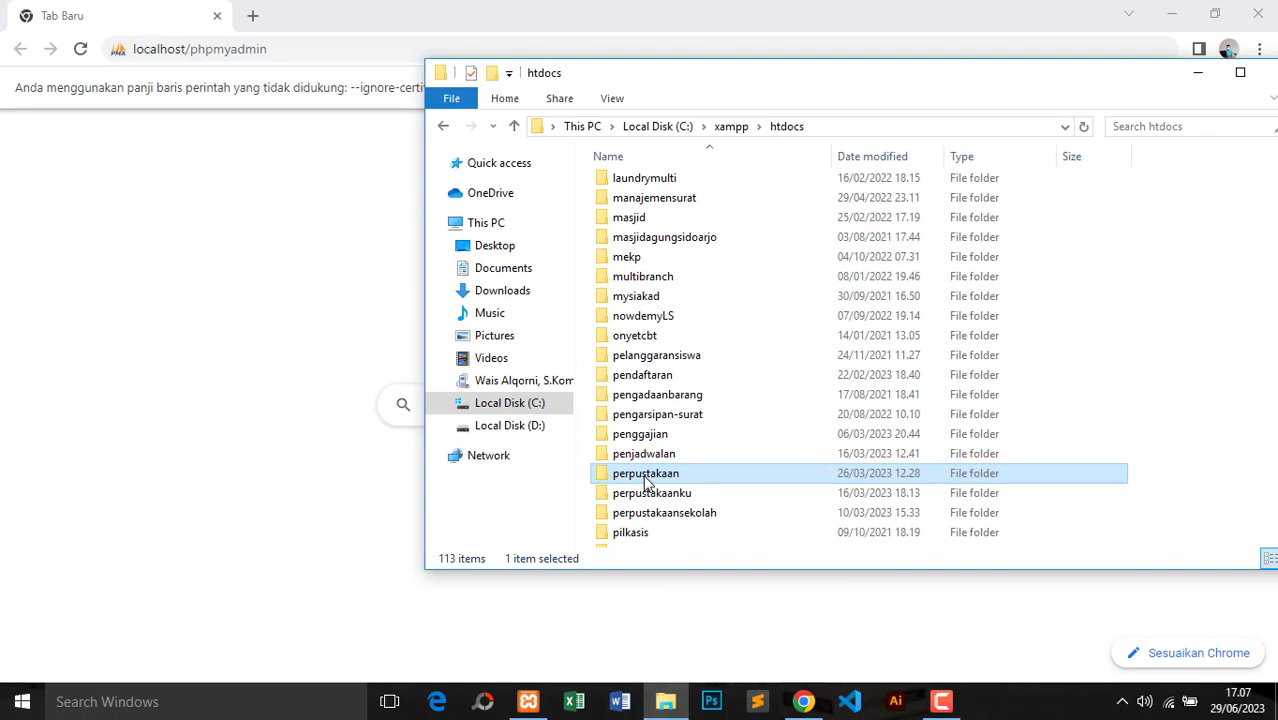 Tab Baru
localhost/phpmyadmin
Anda menggunakan panji baris perintah yang tidak didukung: --ignore-certi
htdocs
File Home Share View
This PC > Local Disk (C:) > xampp > htdocs
Search htdocs
Name Date modified Type Size
Quick access
OneDrive
This PC
Desktop
Documents
Downloads
Music
Pictures
Videos
Wais Alqorni, S.Kom
Local Disk (C:)
Local Disk (D:)
Network
laundrymulti 16/02/2022 18.15 File folder
manajemensurat 29/04/2022 23.11 File folder
masjid 25/02/2022 17.19 File folder
masjidagungsidoarjo 03/08/2021 17.44 File folder
mekp 04/10/2022 07.31 File folder
multibranch 08/01/2022 19.46 File folder
mysiakad 30/09/2021 16.50 File folder
nowdemyLS 07/09/2022 19.14 File folder
onyetcbt 14/01/2021 13.05 File folder
pelanggaransiswa 24/11/2021 11.27 File folder
pendaftaran 22/02/2023 18.40 File folder
pengadaanbarang 17/08/2021 18.41 File folder
pengarsipan-surat 20/08/2022 10.10 File folder
penggajian 06/03/2023 20.44 File folder
penjadwalan 16/03/2023 12.41 File folder
perpustakaan 26/03/2023 12.28 File folder
perpustakaanku 16/03/2023 18.13 File folder
perpustakaansekolah 10/03/2023 15.33 File folder
pilkasis 09/10/2021 18.19 File folder
113 items 1 item selected
Sesuaikan Chrome
Search Windows
17.07
29/06/2023